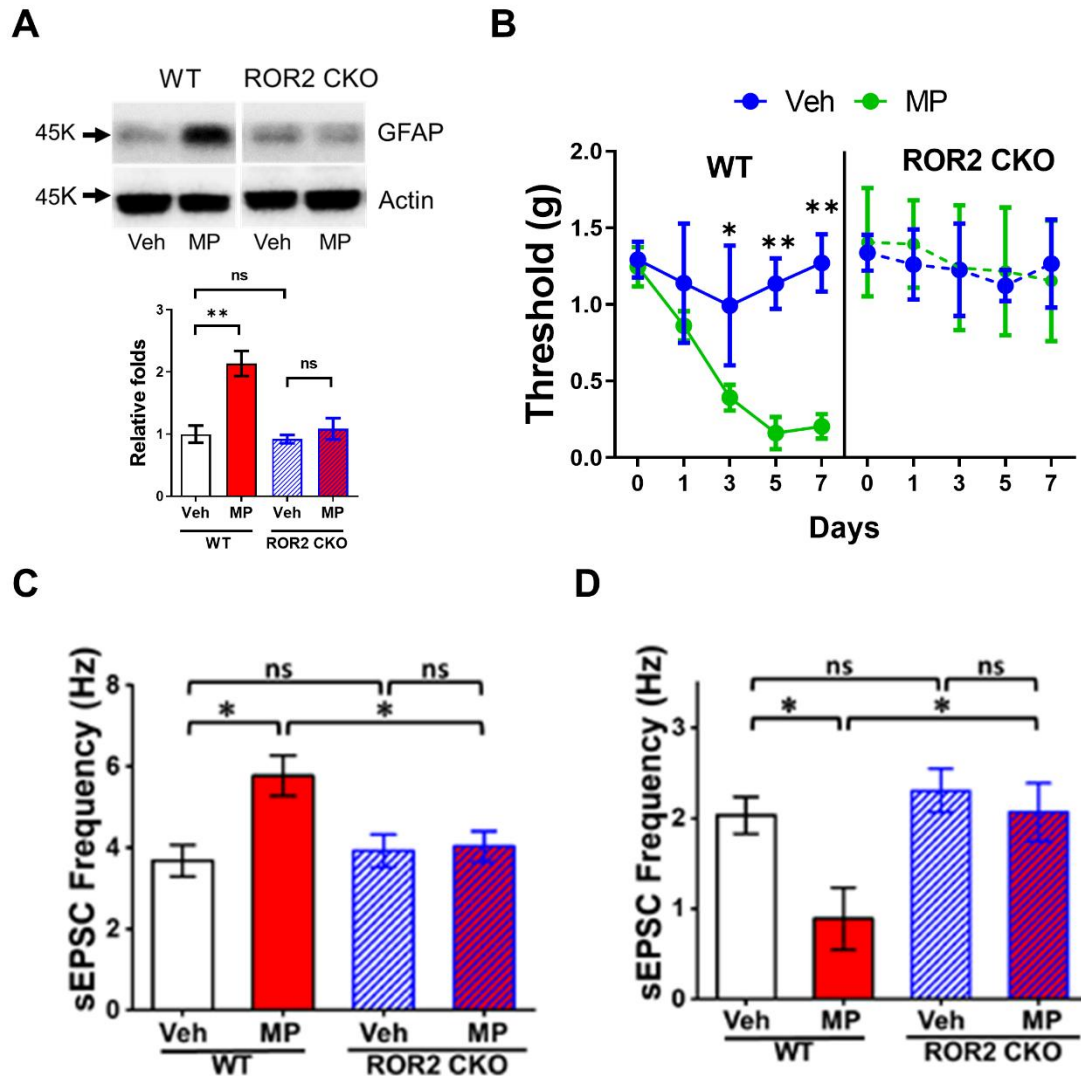 A
WT ROR2 CKO
45K GFAP
45K Actin
Veh MP Veh MP
Relative folds
3
2
1
0
ns
**
ns
Veh MP Veh MP
WT ROR2 CKO
B
Veh MP
Threshold (g)
2.0
1.5
1.0
0.5
0.0
WT ROR2 CKO
* ** **
0 1 3 5 7 0 1 3 5 7
Days
C
sEPSC Frequency (Hz)
8
6
4
2
0
ns ns
* *
Veh MP Veh MP
WT ROR2 CKO
D
sEPSC Frequency (Hz)
3
2
1
0
ns ns
* *
Veh MP Veh MP
WT ROR2 CKO